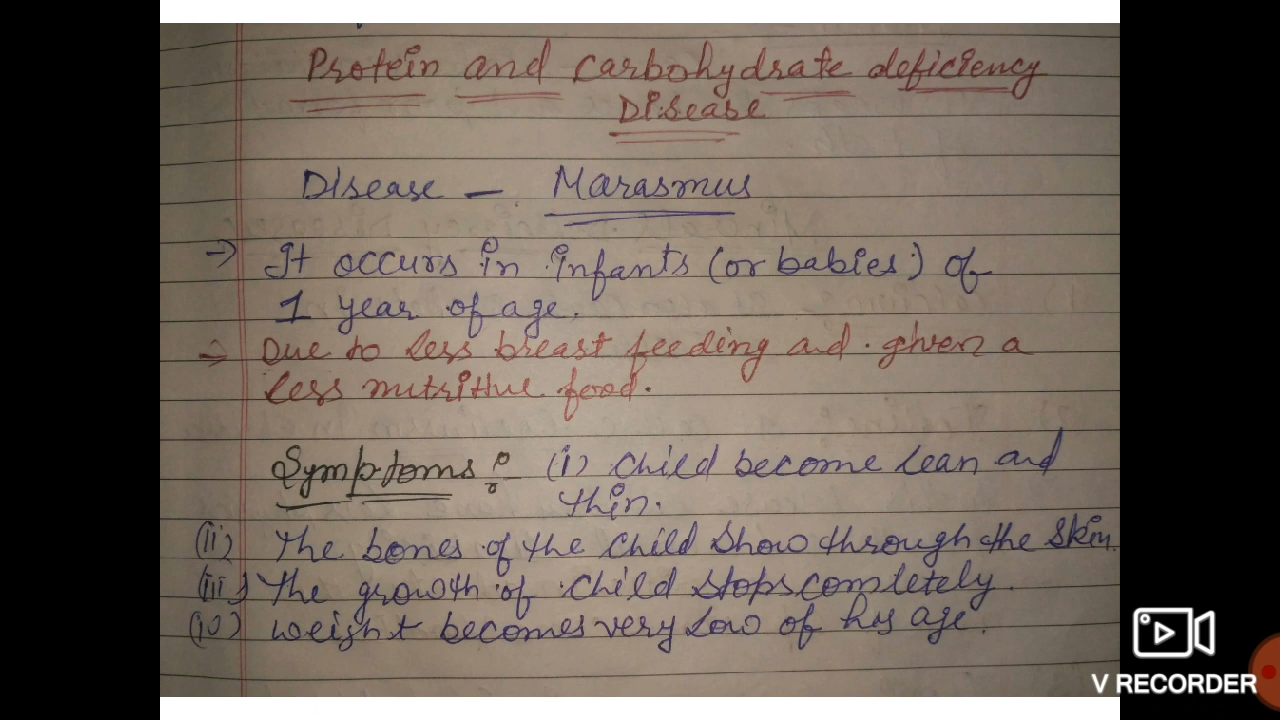 Protein and Carbohydrate deficiency
Disease
Disease - Marasmus
→ It occurs in infants (or babies) of
1 year of age.
→ Due to less breast feeding and given a
less nutritive food.
Symptoms :- (i) Child become lean and
thin.
(ii) The bones of the child show through the skin.
(iii) The growth of child stops completely.
(iv) weight becomes very low of his age.
V RECORDER